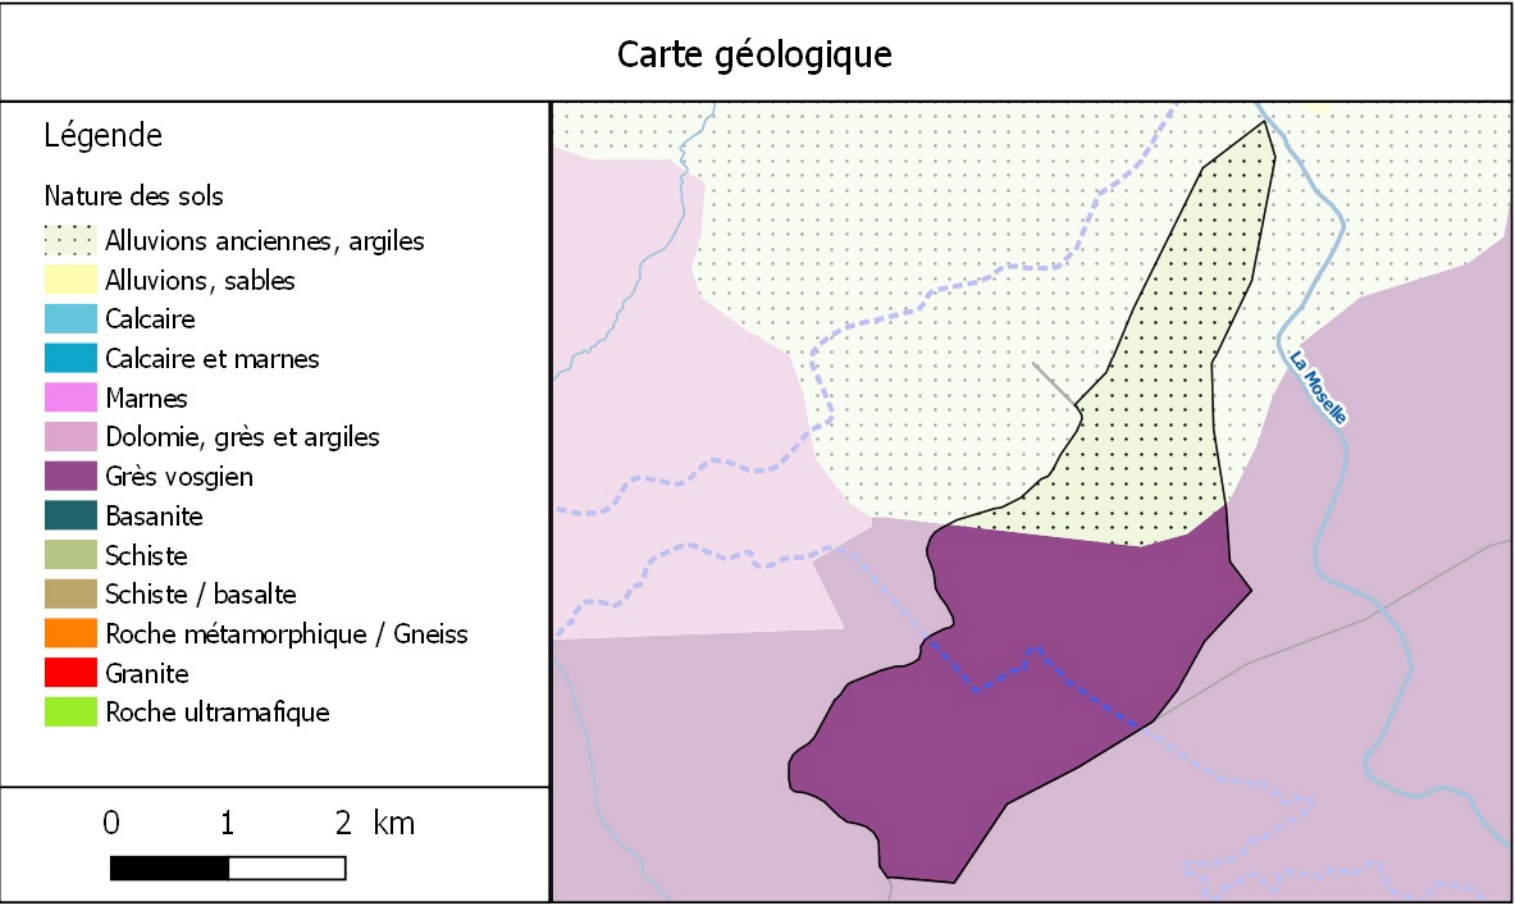 Carte géologique
Légende
Nature des sols
Alluvions anciennes, argiles
Alluvions, sables
Calcaire
Calcaire et marnes
Marnes
Dolomie, grès et argiles
Grès vosgien
Basanite
Schiste
Schiste / basalte
Roche métamorphique / Gneiss
Granite
Roche ultramafique
0 1 2 km
La Moselle